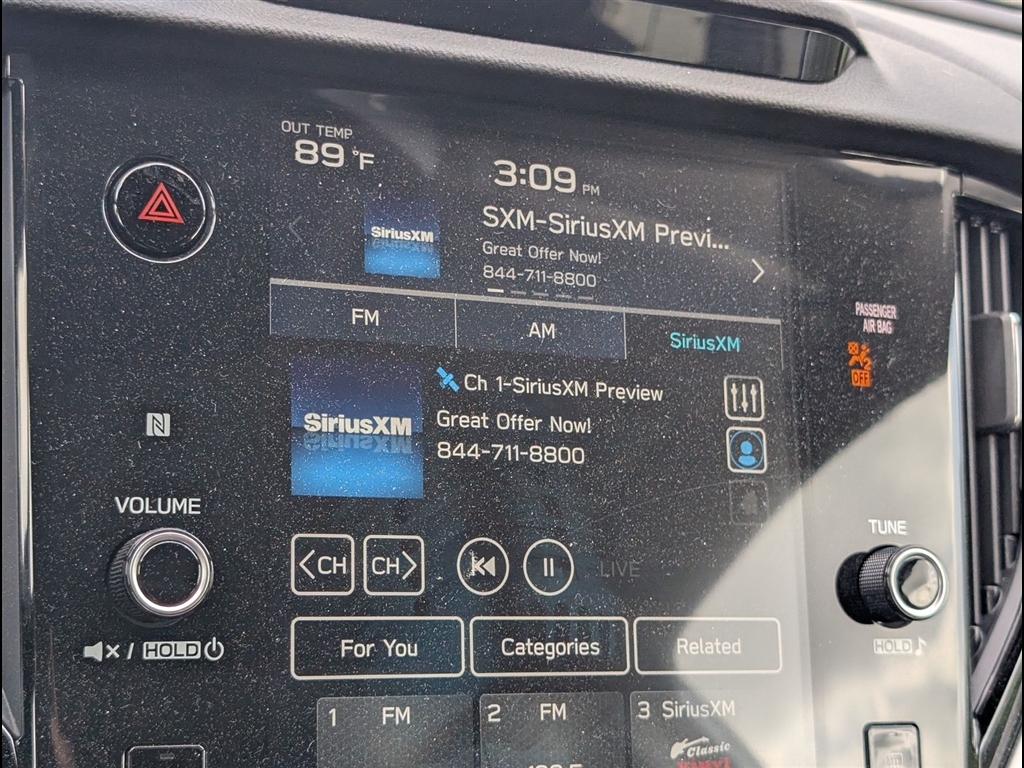 OUT TEMP
89 °F
3:09 PM
SiriusXM
SXM-SiriusXM Previ...
Great Offer Now!
844-711-8800
FM
AM
SiriusXM
PASSENGER
AIR BAG
2
OFF
SiriusXM
Ch 1-SiriusXM Preview
Great Offer Now!
844-711-8800
N
VOLUME
TUNE
<CH
CH>
LIVE
/ HOLD
HOLD
For You
Categories
Related
1 FM
2 FM
3 SiriusXM
Classic